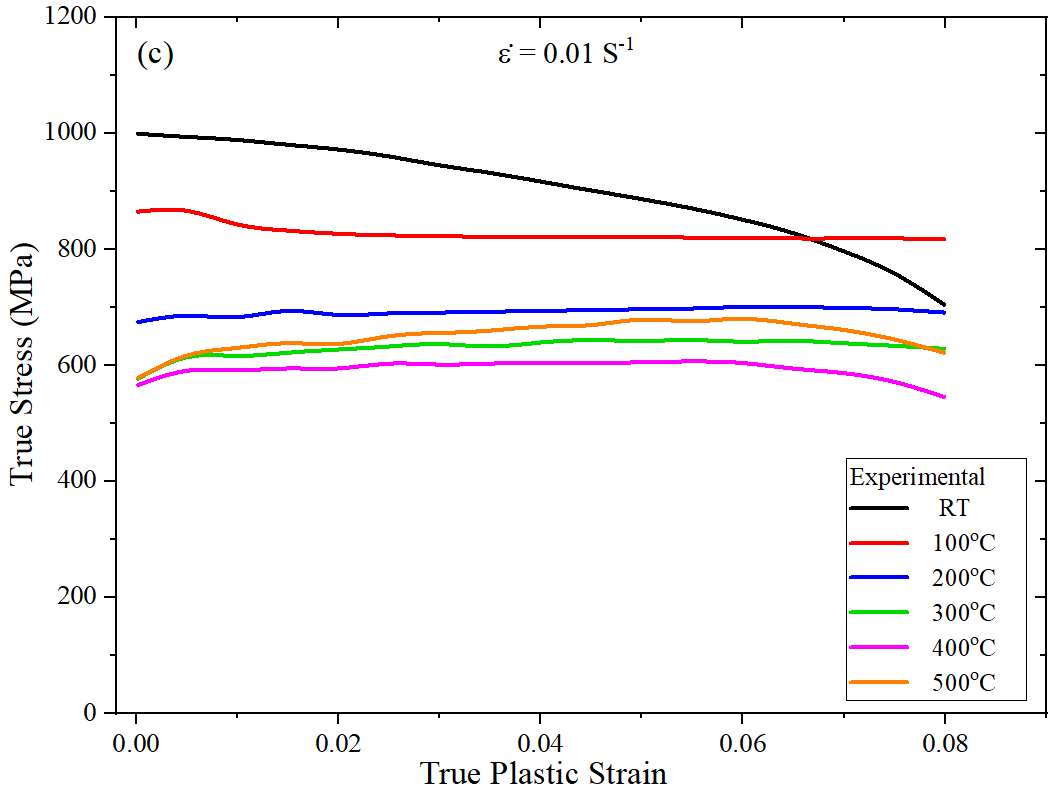 (c)
ε̇ = 0.01 S⁻¹
1200
1000
800
600
400
200
0
True Stress (MPa)
0.00 0.02 0.04 0.06 0.08
True Plastic Strain
Experimental
RT
100°C
200°C
300°C
400°C
500°C